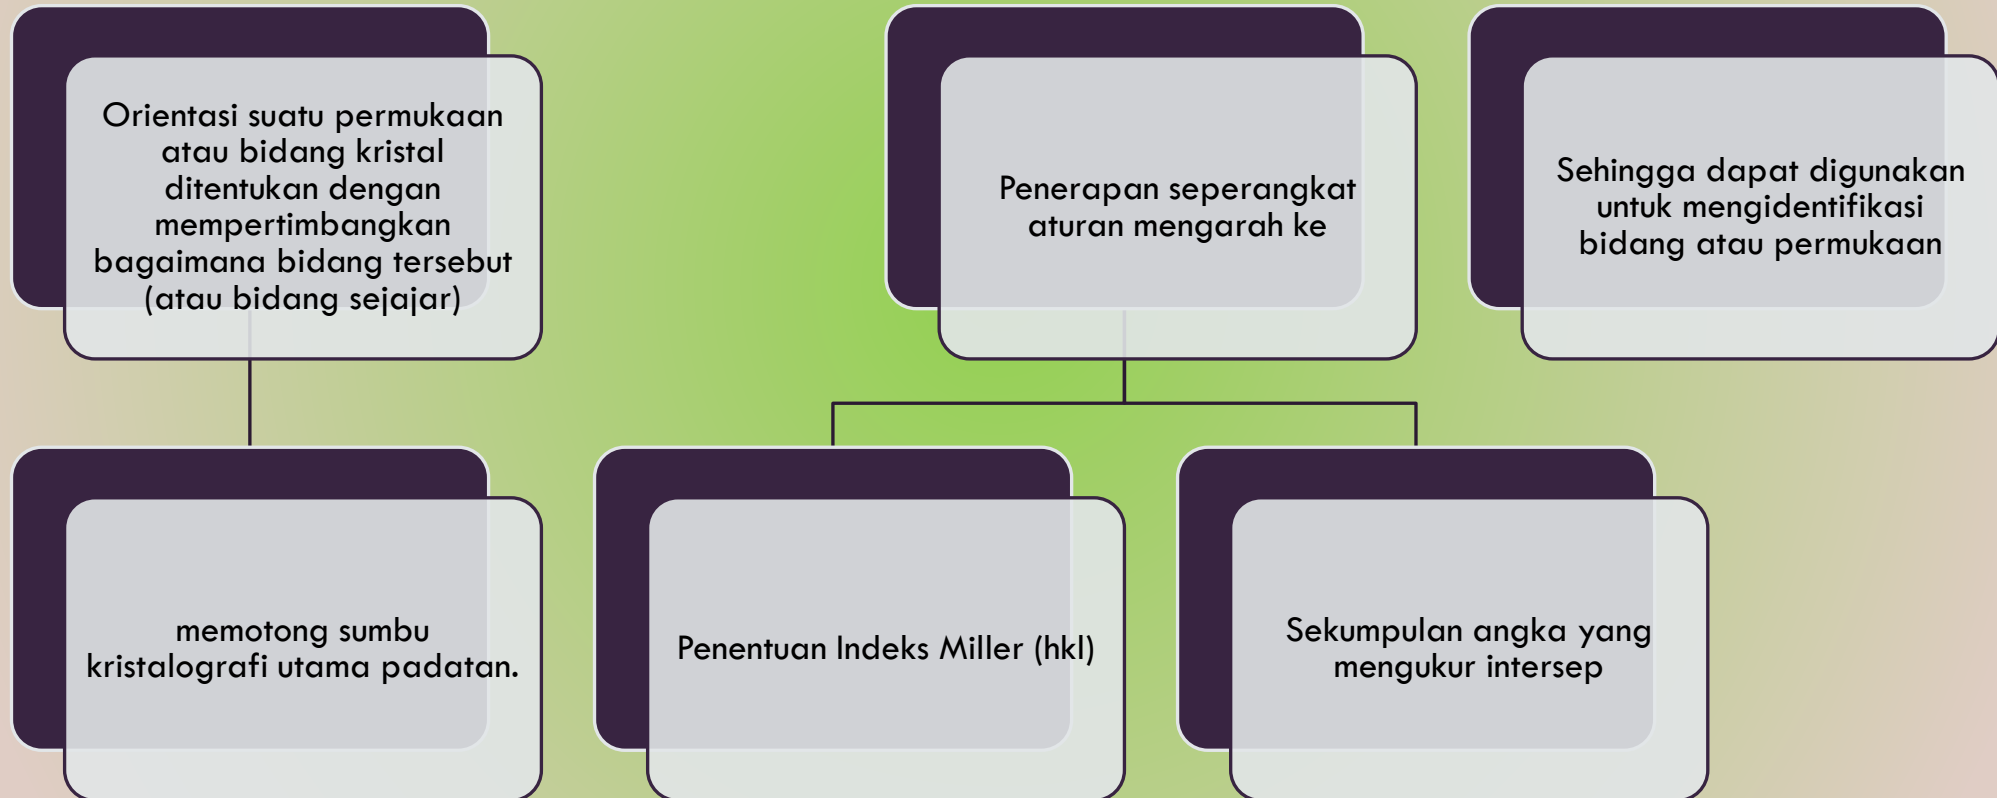 Orientasi suatu permukaan
atau bidang kristal
ditentukan dengan
mempertimbangkan
bagaimana bidang tersebut
(atau bidang sejajar)
Penerapan seperangkat
aturan mengarah ke
Sehingga dapat digunakan
untuk mengidentifikasi
bidang atau permukaan
memotong sumbu
kristalografi utama padatan.
Penentuan Indeks Miller (hkl)
Sekumpulan angka yang
mengukur intersep